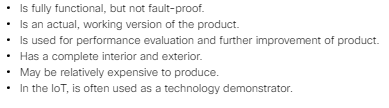 • Is fully functional, but not fault-proof.
• Is an actual, working version of the product.
• Is used for performance evaluation and further improvement of product.
• Has a complete interior and exterior.
• May be relatively expensive to produce.
• In the IoT, is often used as a technology demonstrator.